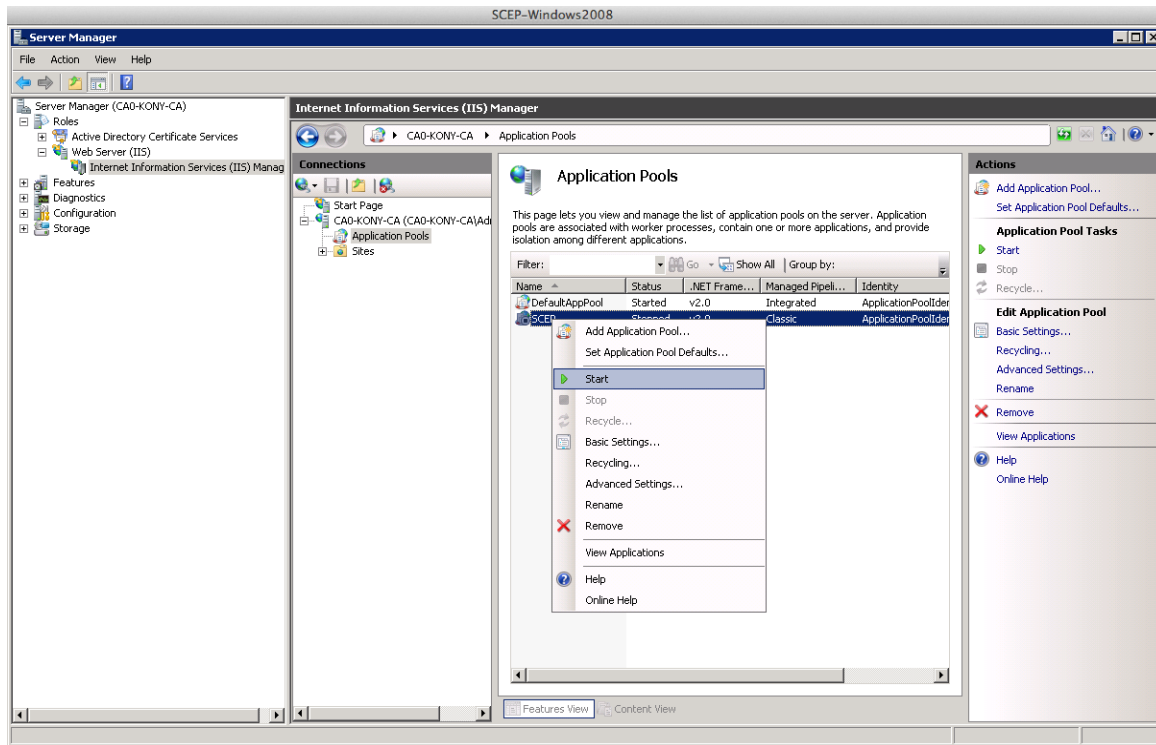 SCEP-Windows2008
Server Manager
File Action View Help
Server Manager (CA0-KONY-CA)
Roles
Active Directory Certificate Services
Web Server (IIS)
Internet Information Services (IIS) Manag
Features
Diagnostics
Configuration
Storage
Internet Information Services (IIS) Manager
CA0-KONY-CA Application Pools
Connections
Start Page
CA0-KONY-CA (CA0-KONY-CA\Ad
Application Pools
Sites
Application Pools
This page lets you view and manage the list of application pools on the server. Application
pools are associated with worker processes, contain one or more applications, and provide
isolation among different applications.
Filter: Go Show All Group by:
Name Status .NET Frame... Managed Pipeli... Identity
DefaultAppPool Started v2.0 Integrated ApplicationPoolIder
SCEP Stopped v2.0 Classic ApplicationPoolIder
Add Application Pool...
Set Application Pool Defaults...
Start
Stop
Recycle...
Basic Settings...
Recycling...
Advanced Settings...
Rename
Remove
View Applications
Help
Online Help
Features View Content View
Actions
Add Application Pool...
Set Application Pool Defaults...
Application Pool Tasks
Start
Stop
Recycle...
Edit Application Pool
Basic Settings...
Recycling...
Advanced Settings...
Rename
Remove
View Applications
Help
Online Help